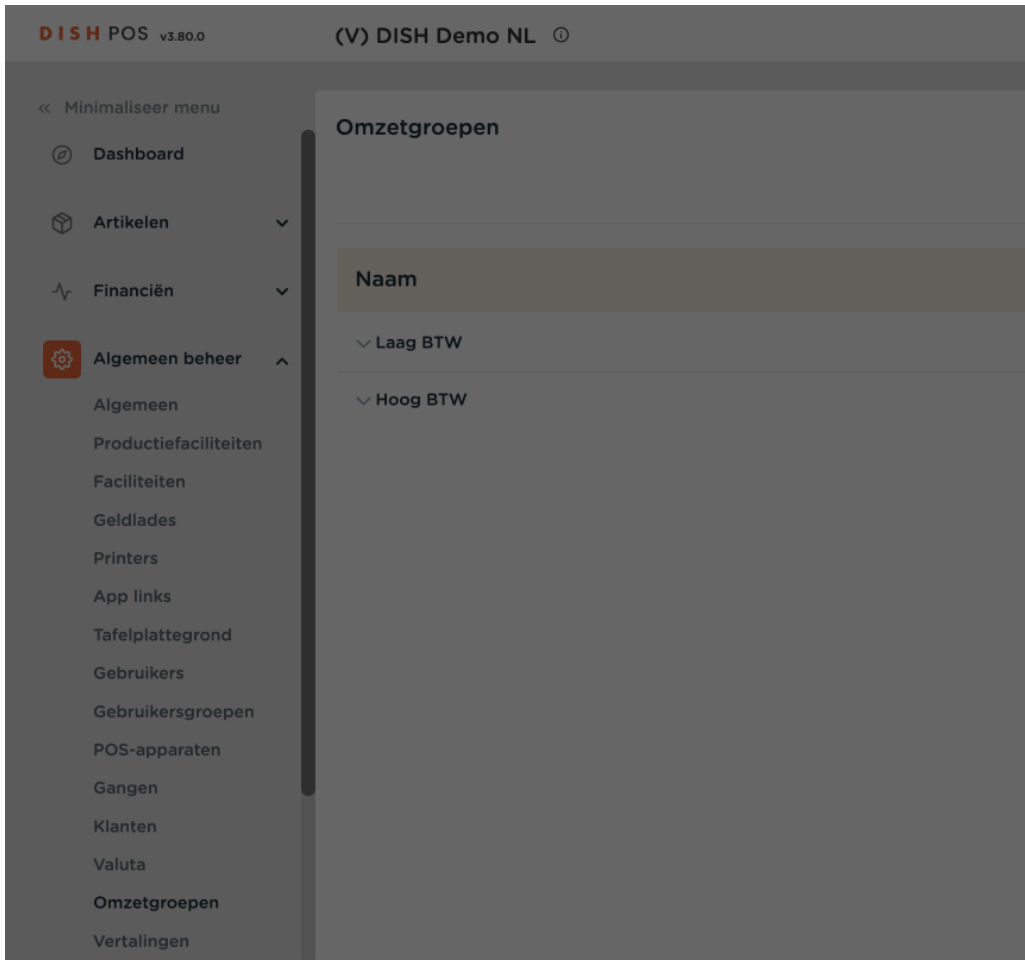 DISH POS v3.80.0
(V) DISH Demo NL
Minimaliseer menu
Dashboard
Artikelen
Financiën
Algemeen beheer
Algemeen
Productiefaciliteiten
Faciliteiten
Geldlades
Printers
App links
Tafelplattegrond
Gebruikers
Gebruikersgroepen
POS-apparaten
Gangen
Klanten
Valuta
Omzetgroepen
Vertalingen
Omzetgroepen
Naam
Laag BTW
Hoog BTW